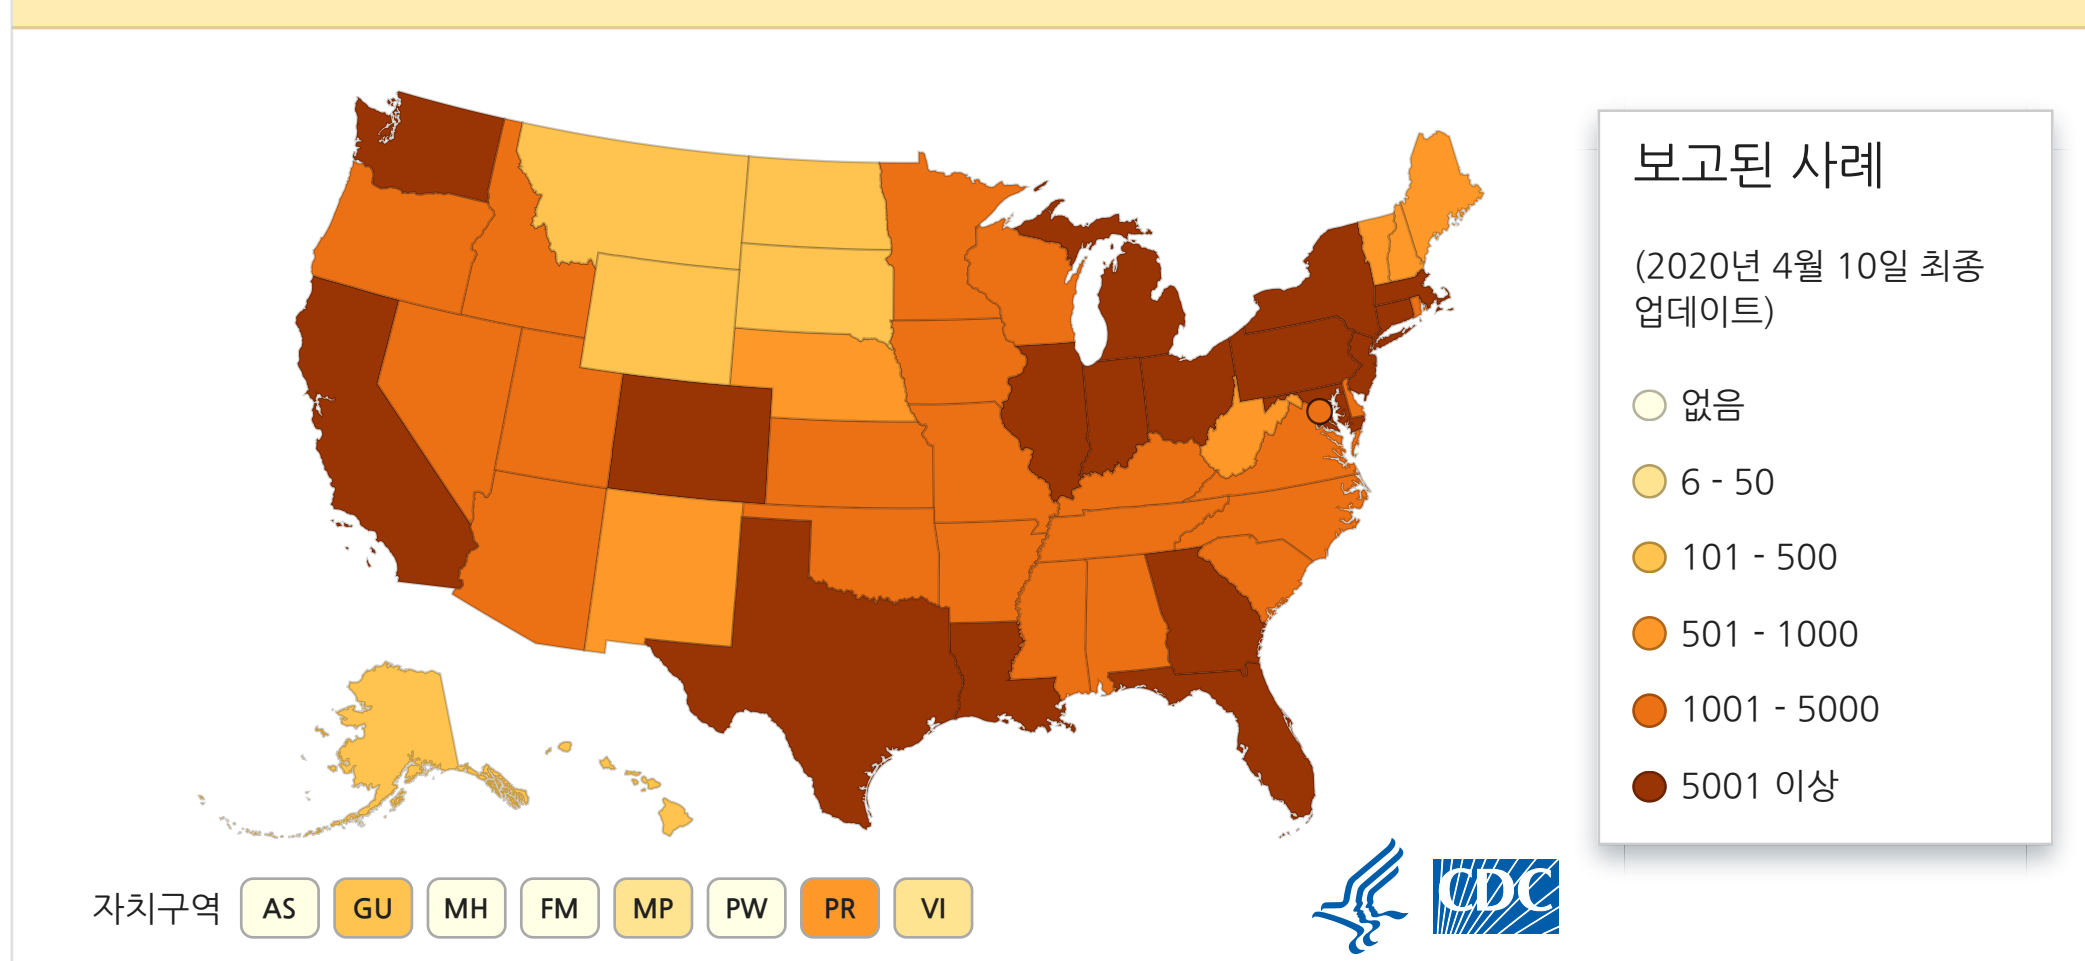 보고된 사례
(2020년 4월 10일 최종
업데이트)
없음
6 - 50
101 - 500
501 - 1000
1001 - 5000
5001 이상
자치구역 AS GU MH FM MP PW PR VI
CDC